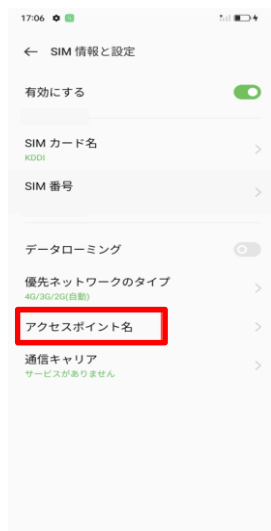 17:06
← SIM 情報と設定
有効にする
SIM カード名
KDDI
SIM 番号
データローミング
優先ネットワークのタイプ
4G/3G/2G(自動)
アクセスポイント名
通信キャリア
サービスがありません